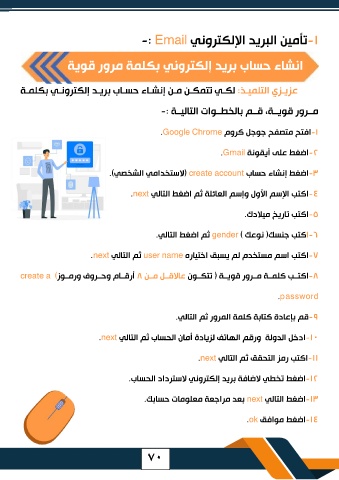 ١-تأمين البريد الإلكتروني Email :-
انشاء حساب بريد إلكتروني بكلمة مرور قوية
عزيزي التلميذ: لكي تتمكن من إنشاء حساب بريد إلكتروني بكلمة
مرور قوية، قم بالخطوات التالية :-
١-افتح متصفح جوجل كروم Google Chrome.
٢-اضغط على أيقونة Gmail.
٣-اضغط إنشاء حساب create account (لاستخدامي الشخصي).
٤-اكتب الإسم الأول وإسم العائلة ثم اضغط التالي next.
٥-اكتب تاريخ ميلادك.
٦-اكتب جنسك( نوعك ) gender ثم اضغط التالي.
٧-اكتب اسم مستخدم لم يسبق اختياره user name ثم التالي next.
٨-اكتب كلمة مرور قوية ( تتكون علاقل من ٨ أرقام وحروف ورموز) create a
password.
٩-قم بإعادة كتابة كلمة المرور ثم التالي.
١٠-ادخل الدولة ورقم الهاتف لزيادة أمان الحساب ثم التالي next.
١١-اكتب رمز التحقق ثم التالي next.
١٢-اضغط تخطي لاضافة بريد إلكتروني لاسترداد الحساب.
١٣-اضغط التالي next بعد مراجعة معلومات حسابك.
١٤-اضغط موافق ok.
٧٠